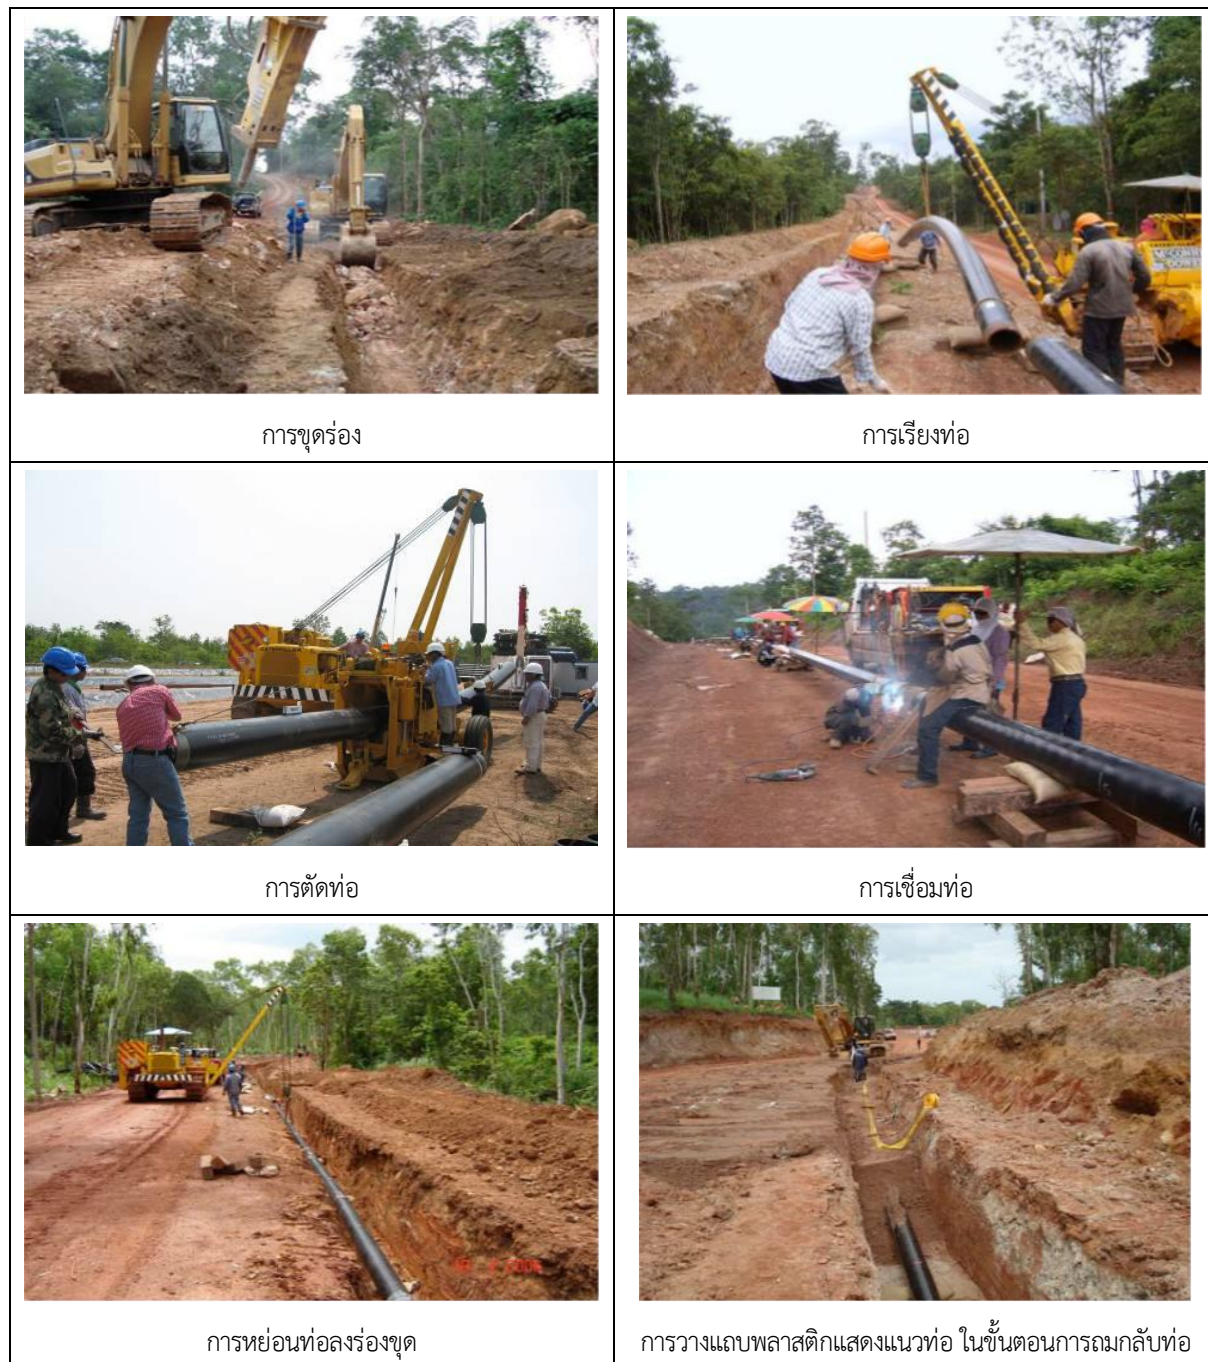 การขุดร่อง
การเรียงท่อ
การตัดท่อ
การเชื่อมท่อ
การหย่อนท่อลงร่องขุด
การวางแถบพลาสติกแสดงแนวท่อ ในขั้นตอนการถมกลับท่อ